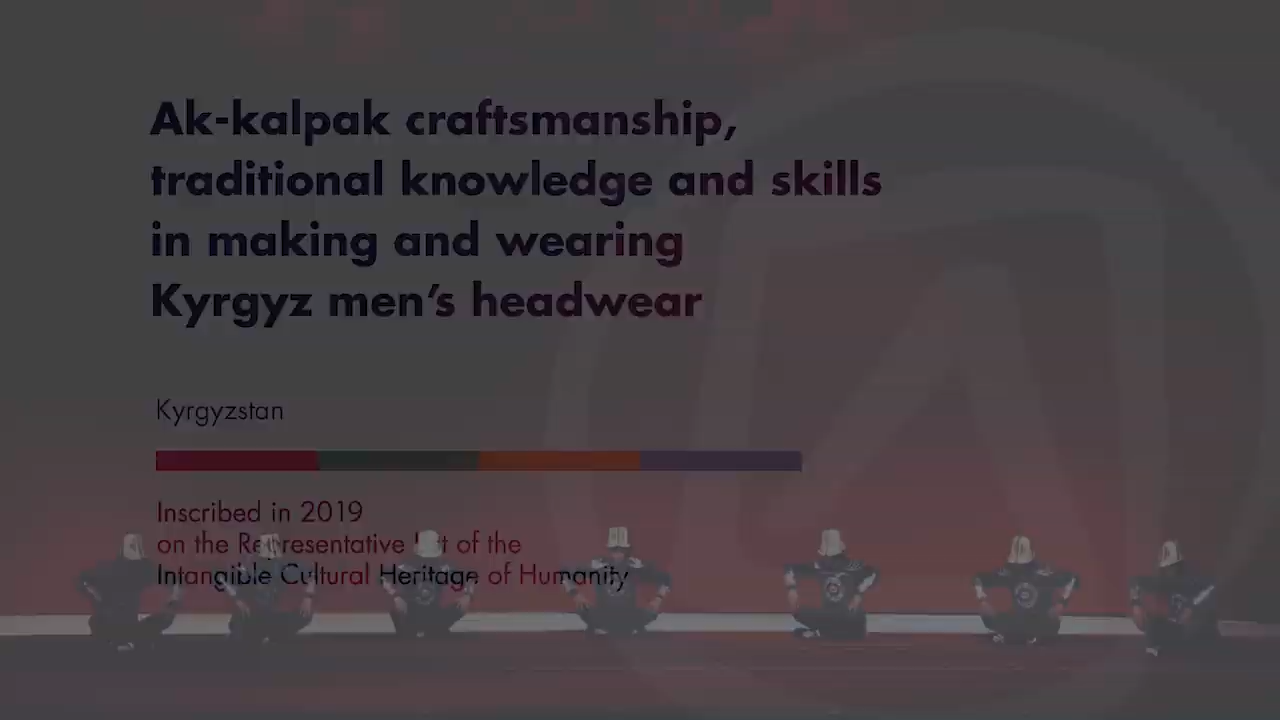 Ak-kalpak craftsmanship,
traditional knowledge and skills
in making and wearing
Kyrgyz men’s headwear
Kyrgyzstan
Inscribed in 2019
on the Representative List of the
Intangible Cultural Heritage of Humanity